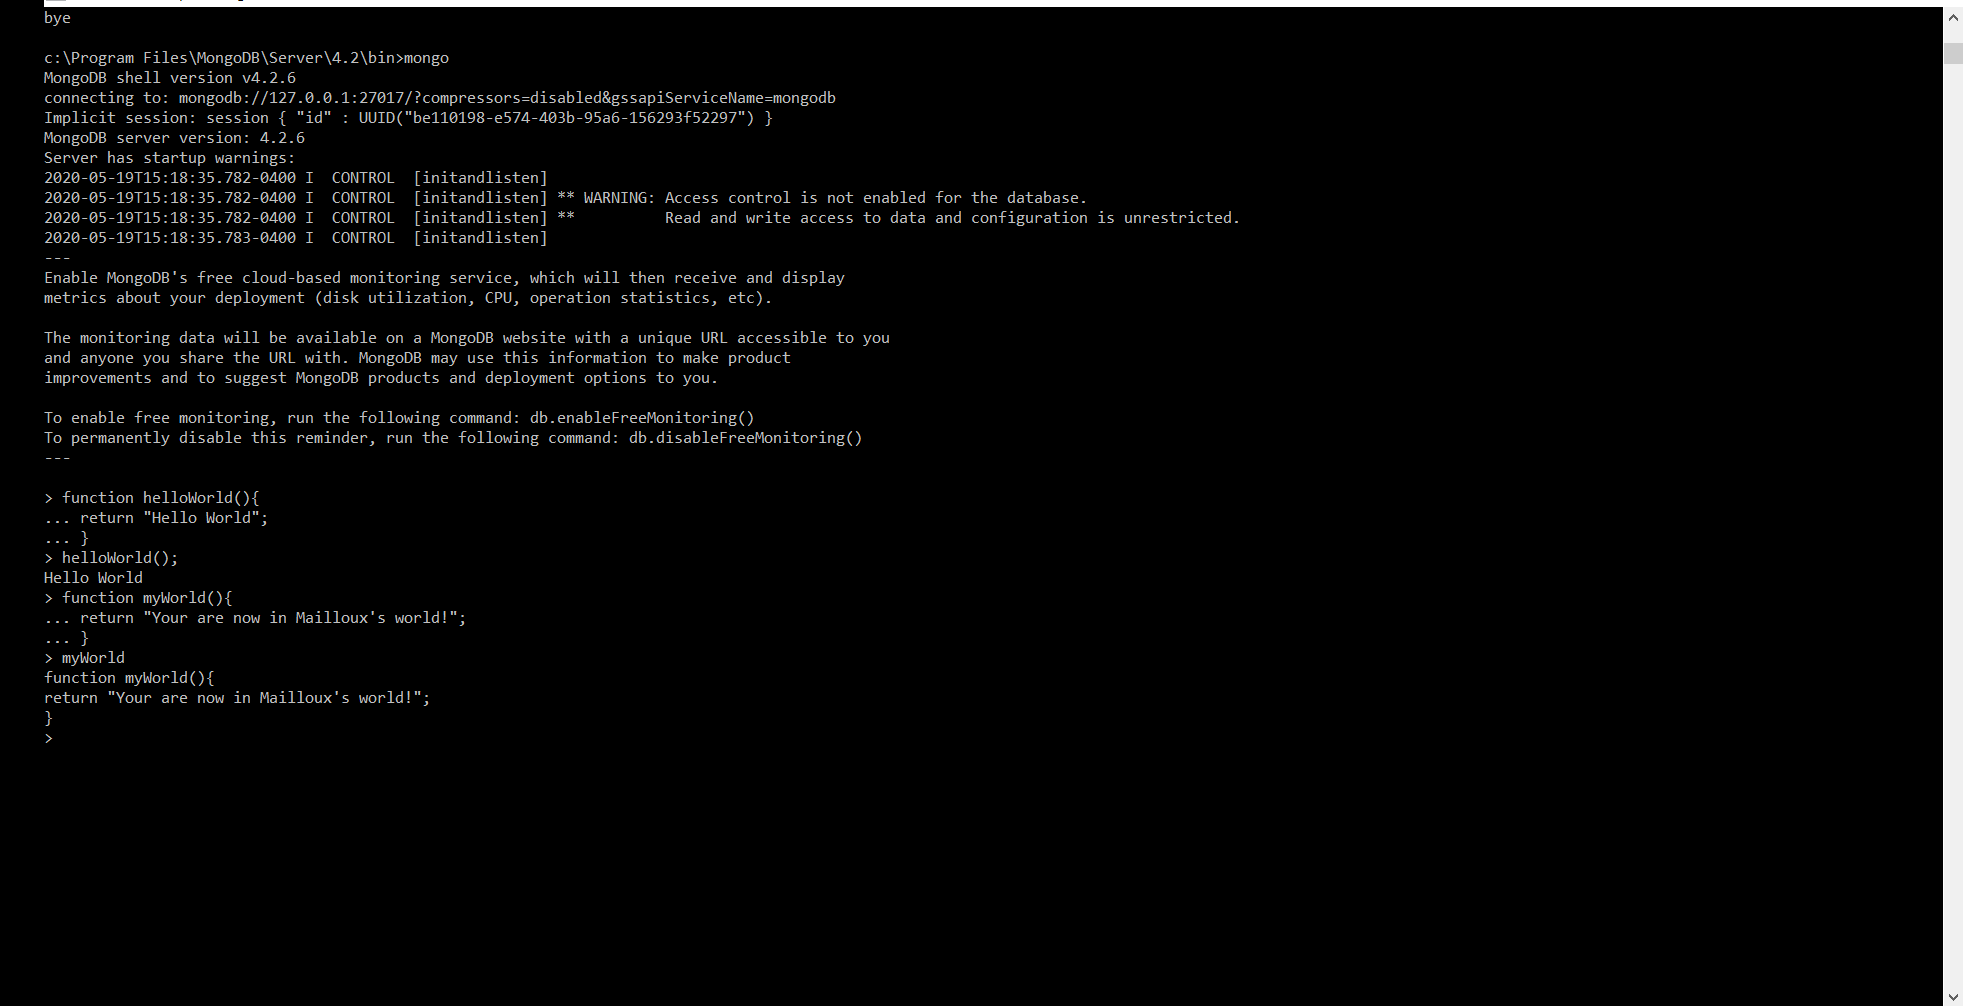 bye
c:\Program Files\MongoDB\Server\4.2\bin>mongo
MongoDB shell version v4.2.6
connecting to: mongodb://127.0.0.1:27017/?compressors=disabled&gssapiServiceName=mongodb
Implicit session: session { "id" : UUID("be110198-e574-403b-95a6-156293f52297") }
MongoDB server version: 4.2.6
Server has startup warnings:
2020-05-19T15:18:35.782-0400 I  CONTROL  [initandlisten]
2020-05-19T15:18:35.782-0400 I  CONTROL  [initandlisten] ** WARNING: Access control is not enabled for the database.
2020-05-19T15:18:35.782-0400 I  CONTROL  [initandlisten] **          Read and write access to data and configuration is unrestricted.
2020-05-19T15:18:35.783-0400 I  CONTROL  [initandlisten]
---
Enable MongoDB's free cloud-based monitoring service, which will then receive and display
metrics about your deployment (disk utilization, CPU, operation statistics, etc).
The monitoring data will be available on a MongoDB website with a unique URL accessible to you
and anyone you share the URL with. MongoDB may use this information to make product
improvements and to suggest MongoDB products and deployment options to you.
To enable free monitoring, run the following command: db.enableFreeMonitoring()
To permanently disable this reminder, run the following command: db.disableFreeMonitoring()
---
> function helloWorld(){
... return "Hello World";
... }
> helloWorld();
Hello World
> function myWorld(){
... return "Your are now in Mailloux's world!";
... }
> myWorld
function myWorld(){
return "Your are now in Mailloux's world!";
}
>